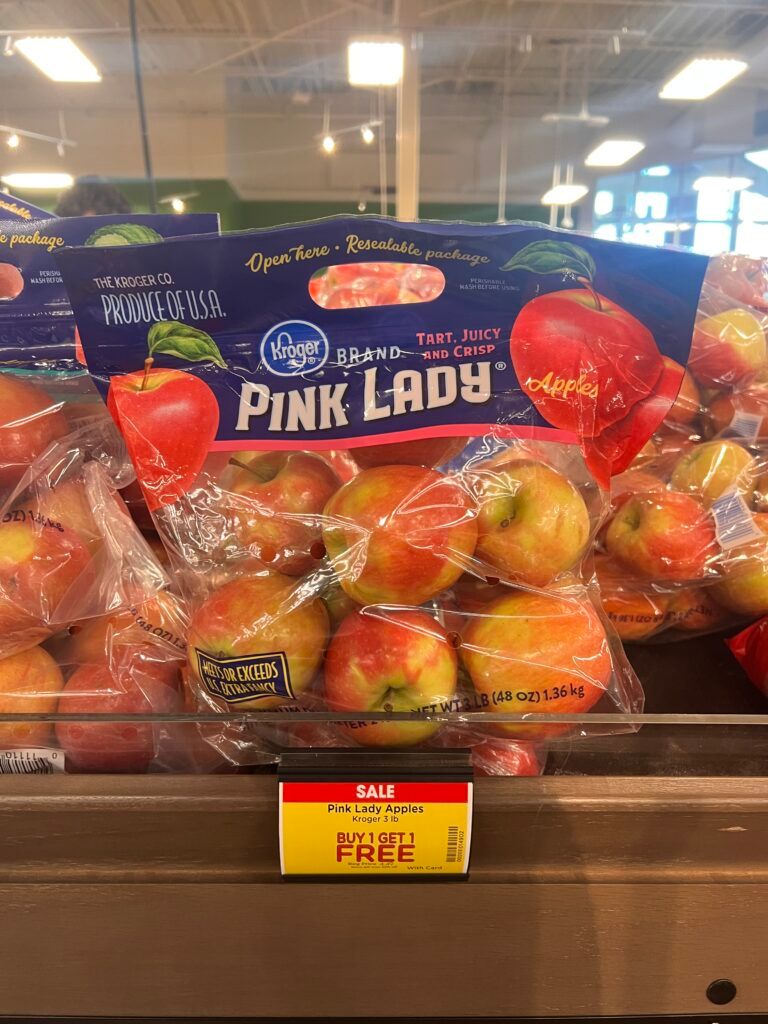 e package
Open here • Resealable package
THE KROGER CO.
PRODUCE OF U.S.A.
PERISHABLE
WASH BEFORE USING
Kroger BRAND
TART, JUICY
AND CRISP
PINK LADY®
Apples
MEETS OR EXCEEDS
U.S. EXTRA FANCY
NET WT 3 LB (48 OZ) 1.36 kg
SALE
Pink Lady Apples
Kroger 3 lb
BUY 1 GET 1
FREE
With Card